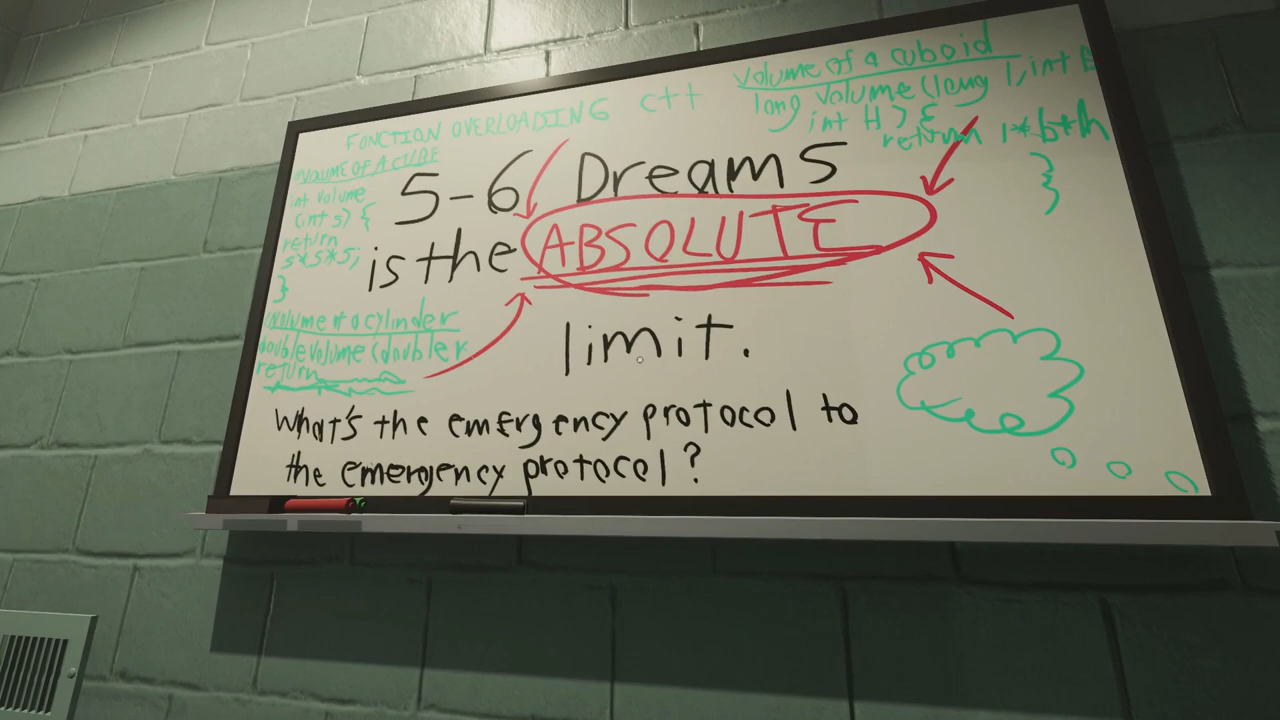 FONCTION OVERLOADING C++
VOLUME OF A CUBE
int volume
(int s) {
return
s*s*s;
}
Volume of a cylinder
double volume (double r
return
Volume of a cuboid
long volume (long l, int B
int H) {
return l*b*h
}
5-6 Dreams
is the ABSOLUTE
limit.
What's the emergency protocol to
the emergency protocol?